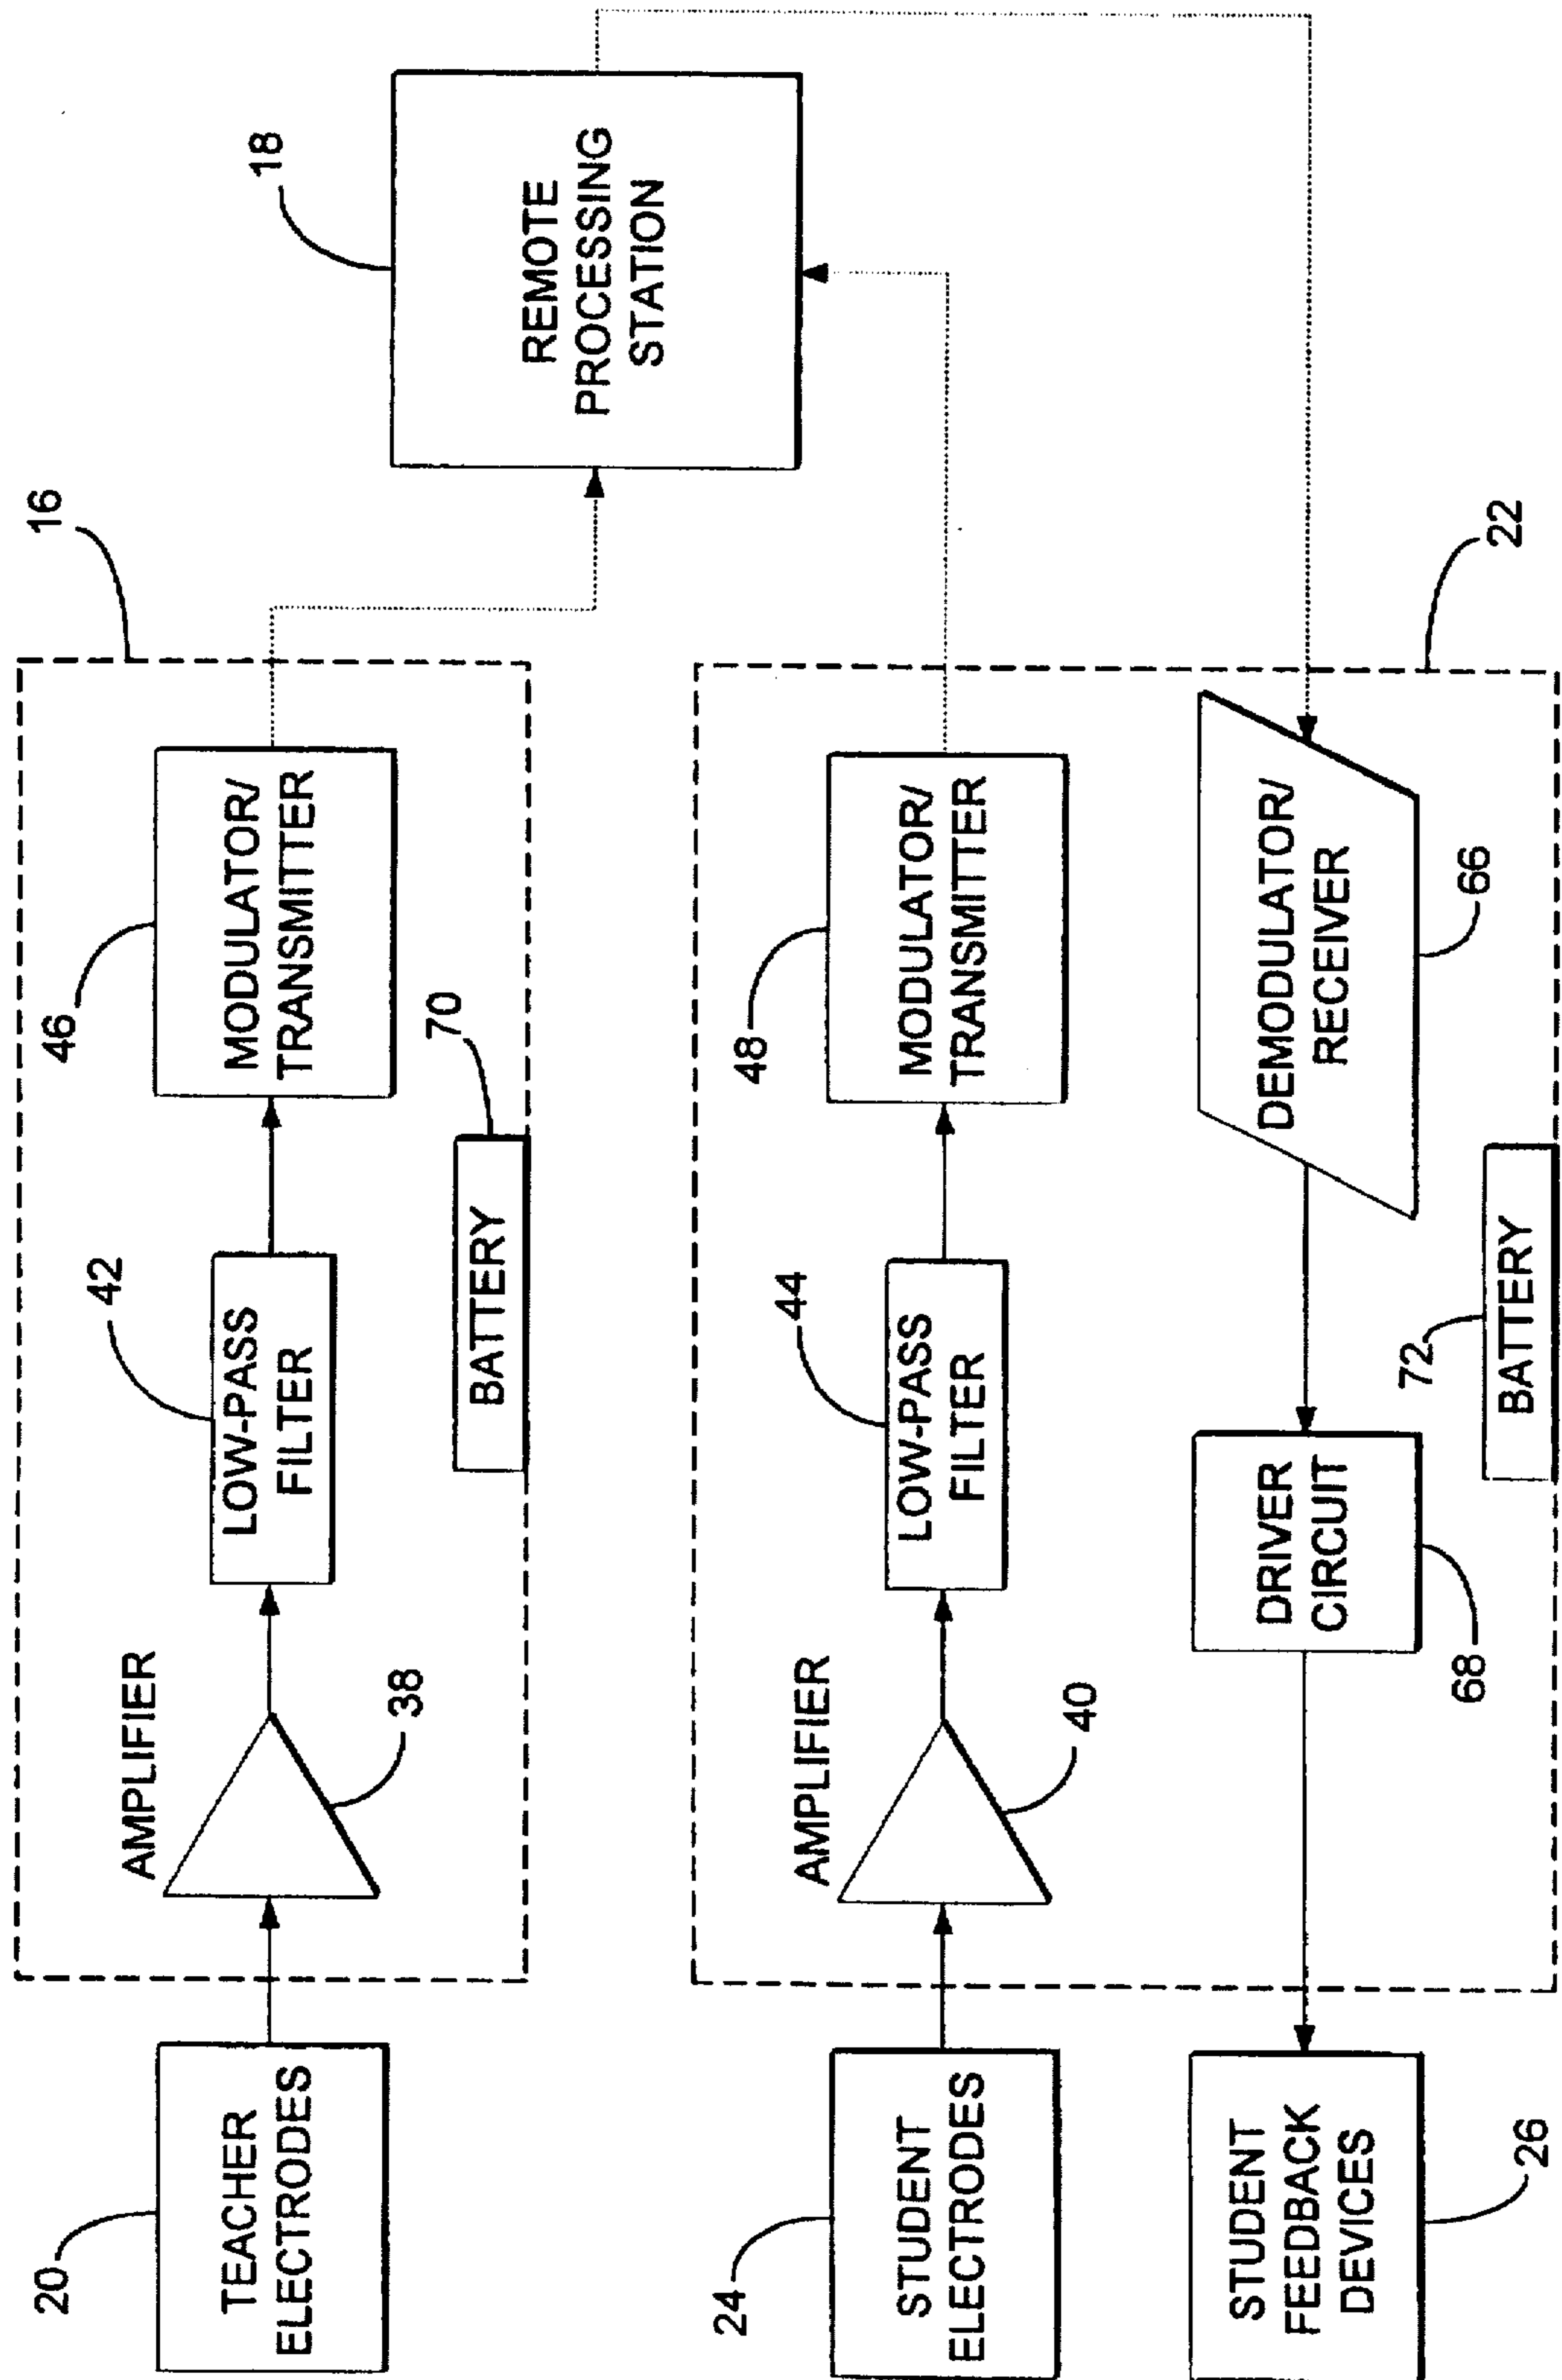 16
18
46
MODULATOR/
TRANSMITTER
42
LOW-PASS
FILTER
AMPLIFIER
38
20
TEACHER
ELECTRODES
BATTERY
70
REMOTE
PROCESSING
STATION
24
STUDENT
ELECTRODES
AMPLIFIER
40
44
LOW-PASS
FILTER
48
MODULATOR/
TRANSMITTER
22
STUDENT
FEEDBACK
DEVICES
26
DRIVER
CIRCUIT
68
DEMODULATOR/
RECEIVER
66
72
BATTERY